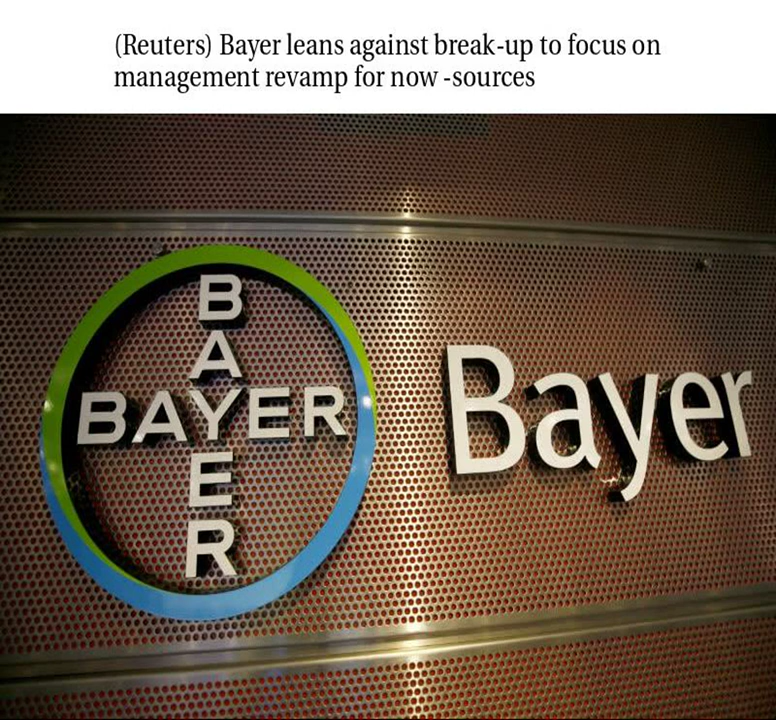 (Reuters) Bayer leans against break-up to focus on
management revamp for now -sources
B
A
BAYER
E
R
Bayer